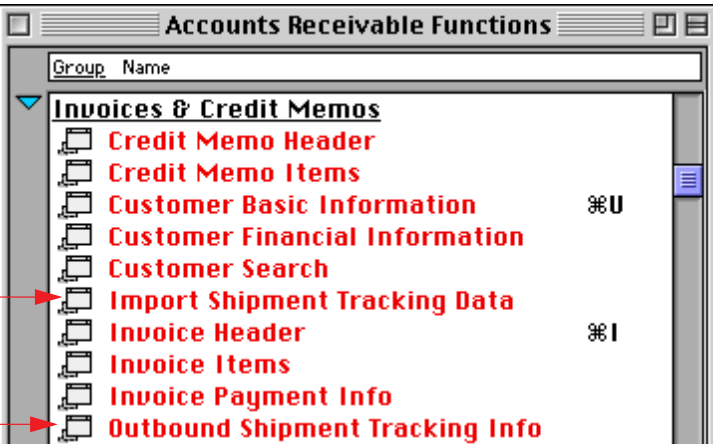 Accounts Receivable Functions
Group Name
Invoices & Credit Memos
Credit Memo Header
Credit Memo Items
Customer Basic Information ⌘U
Customer Financial Information
Customer Search
Import Shipment Tracking Data
Invoice Header ⌘I
Invoice Items
Invoice Payment Info
Outbound Shipment Tracking Info